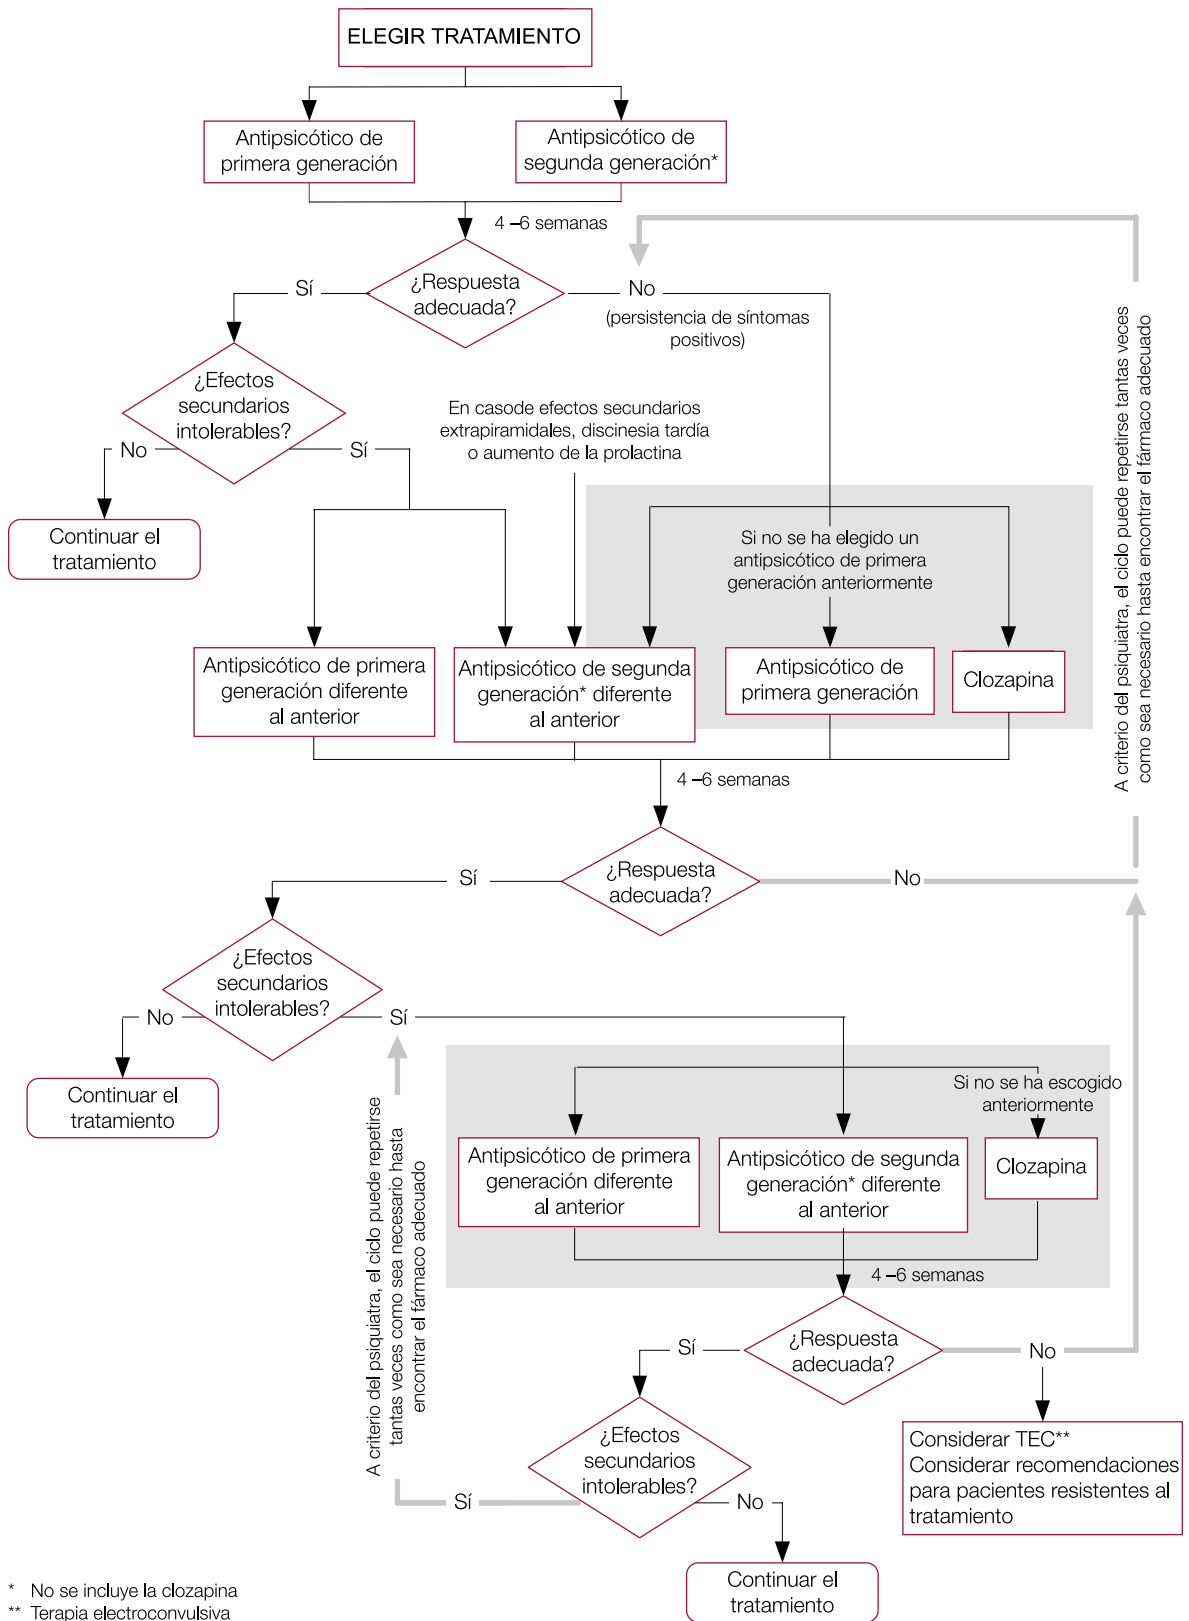 ELEGIR TRATAMIENTO
Antipsicótico de
primera generación
Antipsicótico de
segunda generación*
4 –6 semanas
¿Respuesta
adecuada?
Sí
No
(persistencia de síntomas
positivos)
¿Efectos
secundarios
intolerables?
No
Sí
En casode efectos secundarios
extrapiramidales, discinesia tardía
o aumento de la prolactina
Continuar el
tratamiento
Si no se ha elegido un
antipsicótico de primera
generación anteriormente
A criterio del psiquiatra, el ciclo puede repetirse tantas veces
como sea necesario hasta encontrar el fármaco adecuado
Antipsicótico de primera
generación diferente
al anterior
Antipsicótico de segunda
generación* diferente
al anterior
Antipsicótico de
primera generación
Clozapina
4 –6 semanas
¿Respuesta
adecuada?
Sí
No
¿Efectos
secundarios
intolerables?
No
Sí
Continuar el
tratamiento
A criterio del psiquiatra, el ciclo puede repetirse
tantas veces como sea necesario hasta
encontrar el fármaco adecuado
Si no se ha escogido
anteriormente
Antipsicótico de primera
generación diferente
al anterior
Antipsicótico de segunda
generación* diferente
al anterior
Clozapina
4 –6 semanas
¿Respuesta
adecuada?
Sí
No
¿Efectos
secundarios
intolerables?
Sí
No
Considerar TEC**
Considerar recomendaciones
para pacientes resistentes al
tratamiento
Continuar el
tratamiento
* No se incluye la clozapina
** Terapia electroconvulsiva